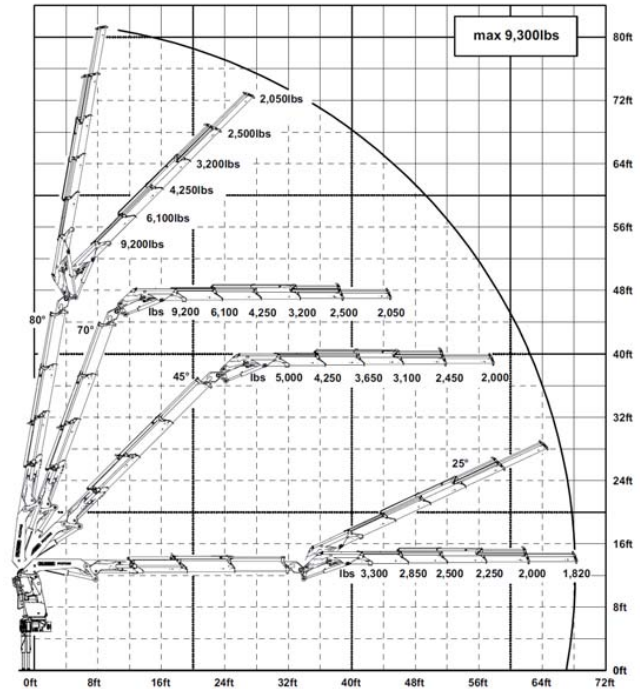 max 9,300lbs
80ft
72ft
64ft
56ft
48ft
40ft
32ft
24ft
16ft
8ft
0ft
2,050lbs
2,500lbs
3,200lbs
4,250lbs
6,100lbs
9,200lbs
80°
70°
lbs 9,200 6,100 4,250 3,200 2,500 2,050
45°
lbs 5,000 4,250 3,650 3,100 2,450 2,000
25°
lbs 3,300 2,850 2,500 2,250 2,000 1,820
0ft 8ft 16ft 24ft 32ft 40ft 48ft 56ft 64ft 72ft